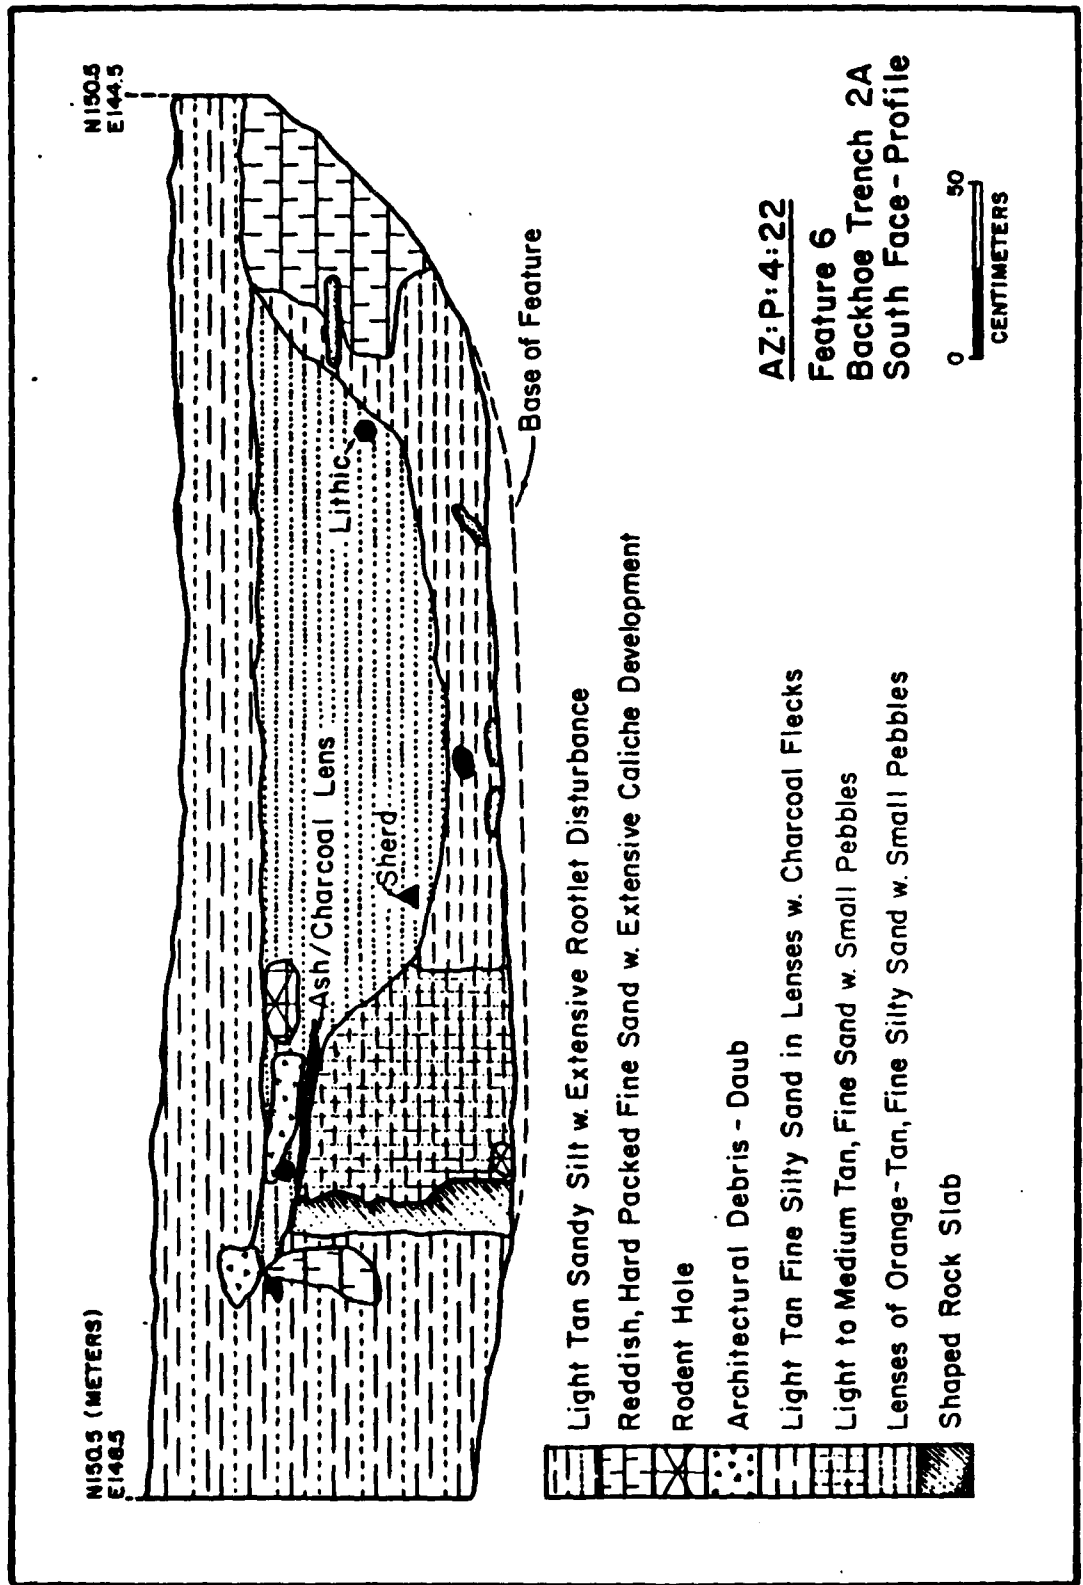 N150.5 (METERS)
E148.5
N150.5
E144.5
Ash/Charcoal Lens
Sherd
Lithic
Base of Feature
Light Tan Sandy Silt w. Extensive Rootlet Disturbance
Reddish, Hard Packed Fine Sand w. Extensive Caliche Development
Rodent Hole
Architectural Debris - Daub
Light Tan Fine Silty Sand in Lenses w. Charcoal Flecks
Light to Medium Tan, Fine Sand w. Small Pebbles
Lenses of Orange-Tan, Fine Silty Sand w. Small Pebbles
Shaped Rock Slab
AZ:P:4:22
Feature 6
Backhoe Trench 2A
South Face-Profile
0 50
CENTIMETERS